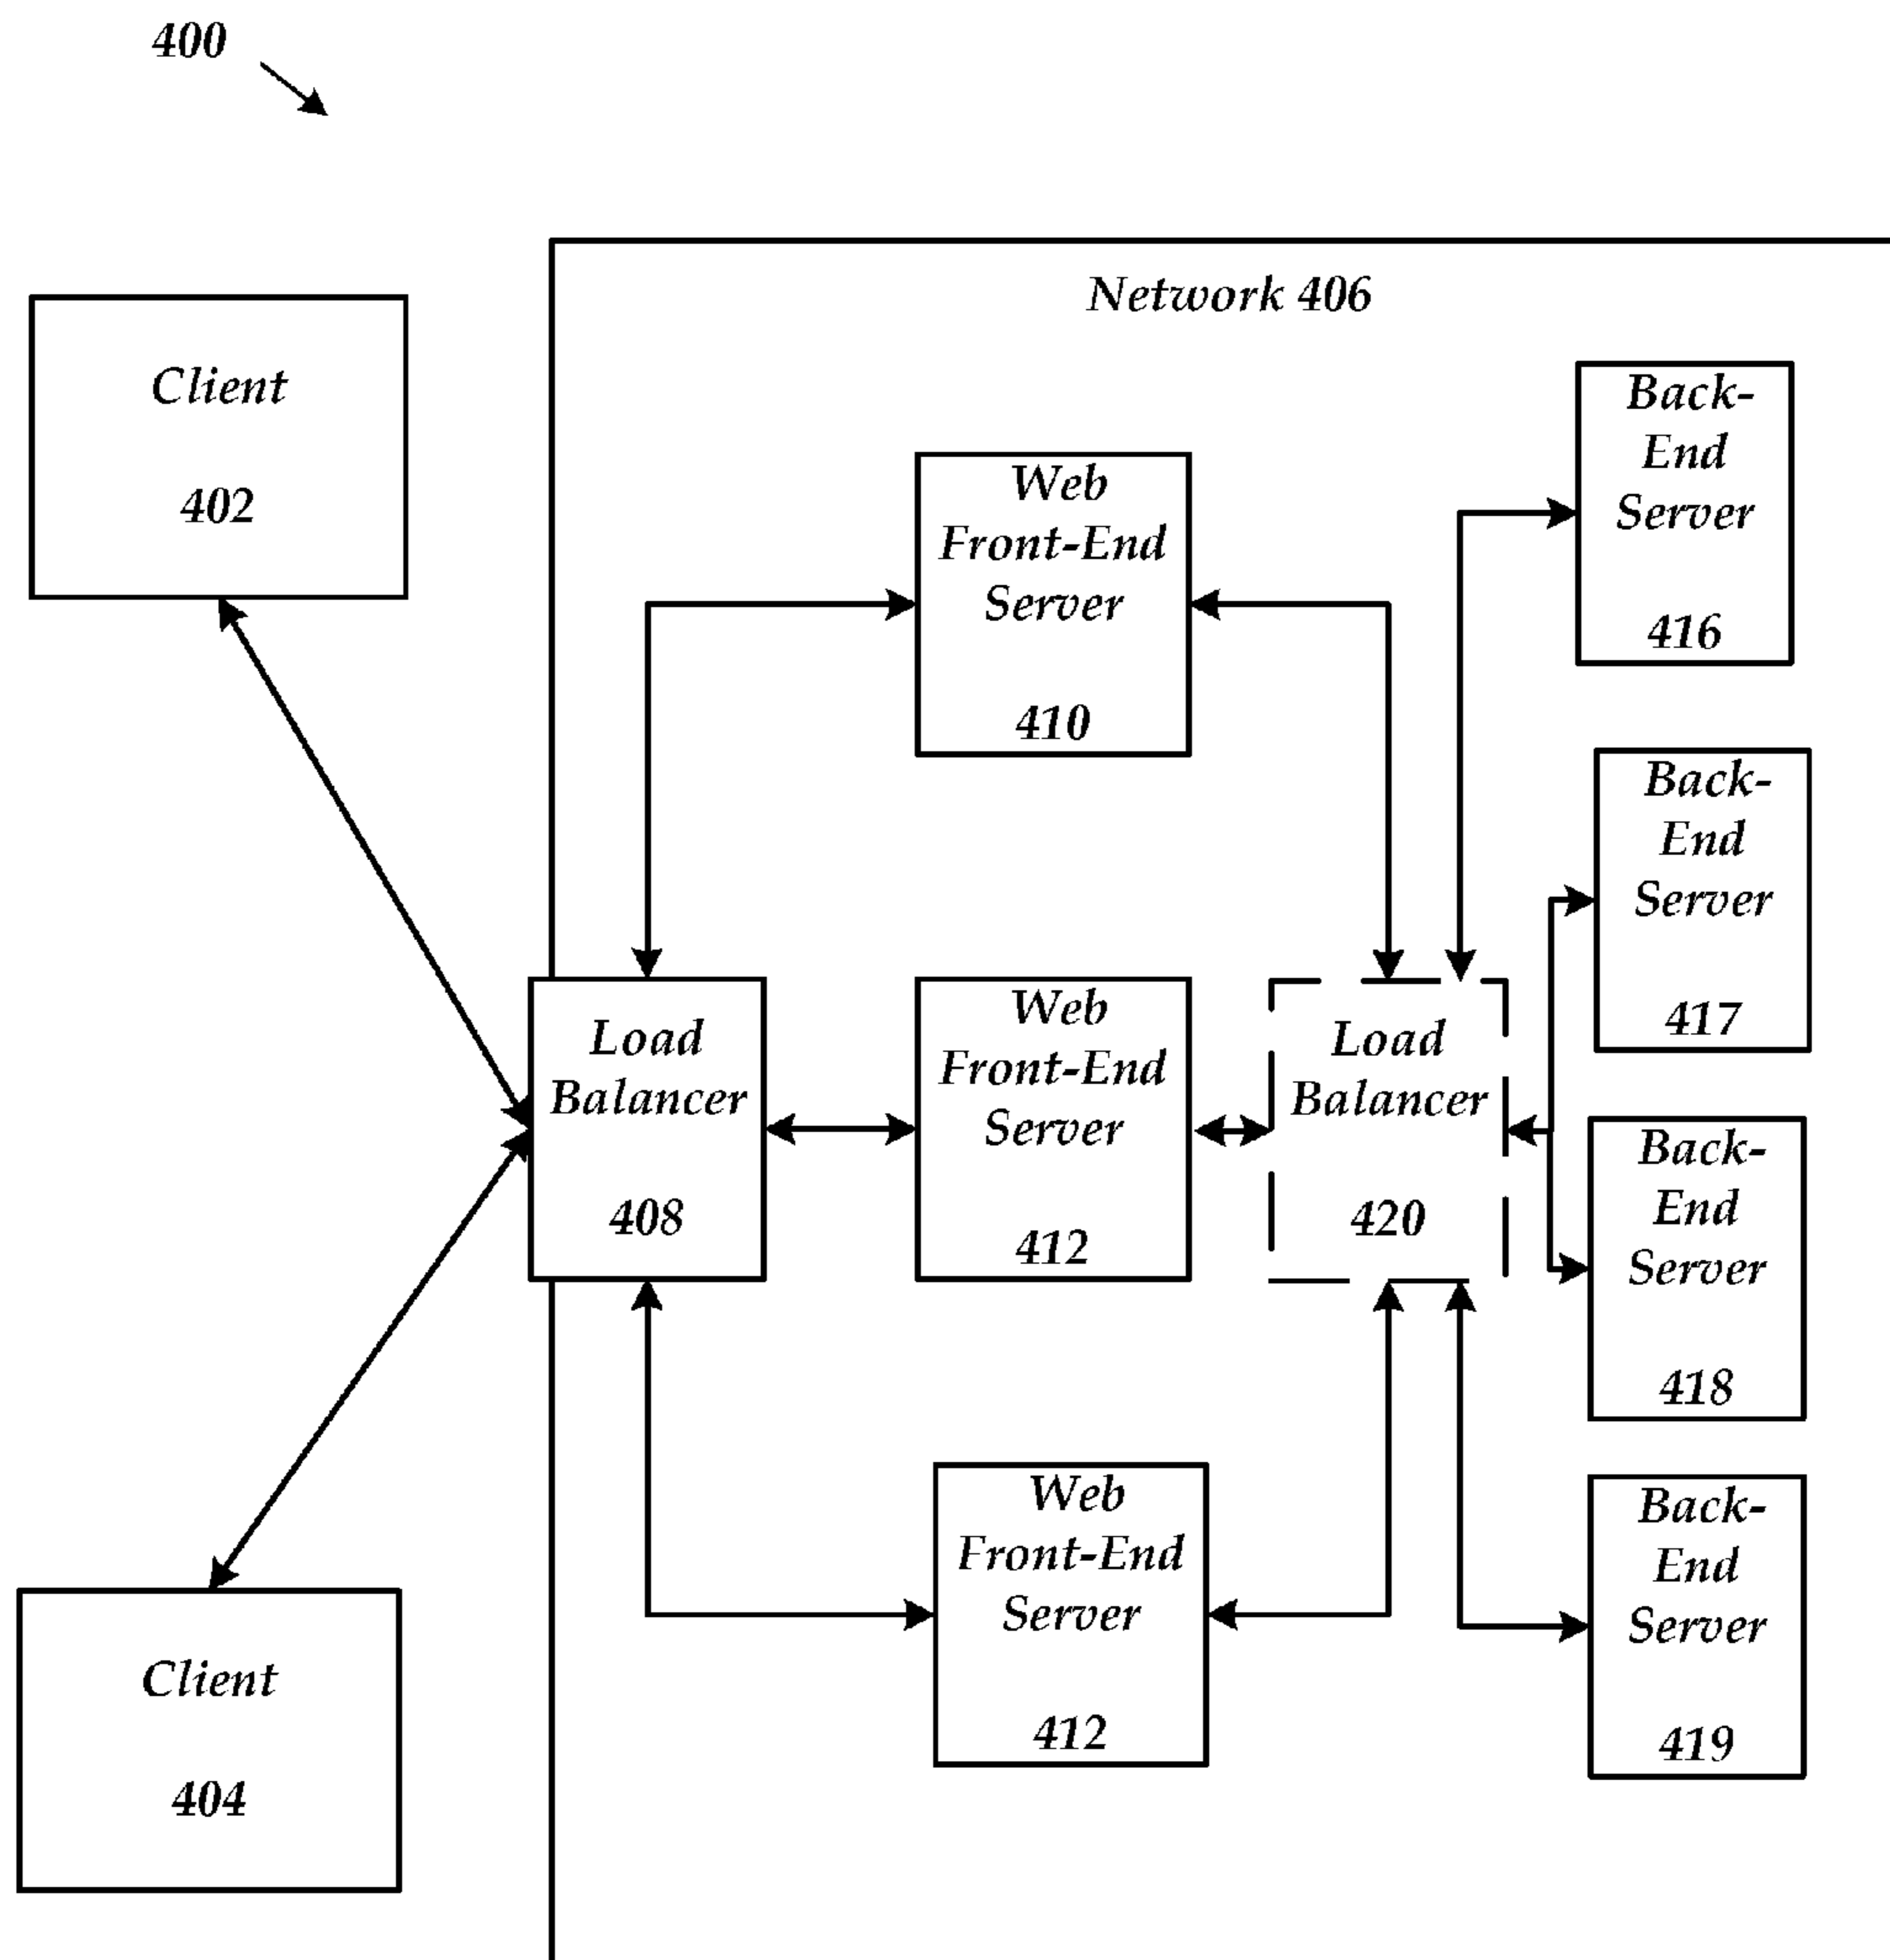 400
Network 406
Client
402
Web
Front-End
Server
410
Back-
End
Server
416
Back-
End
Server
417
Load
Balancer
408
Web
Front-End
Server
412
Load
Balancer
420
Back-
End
Server
418
Web
Front-End
Server
412
Back-
End
Server
419
Client
404